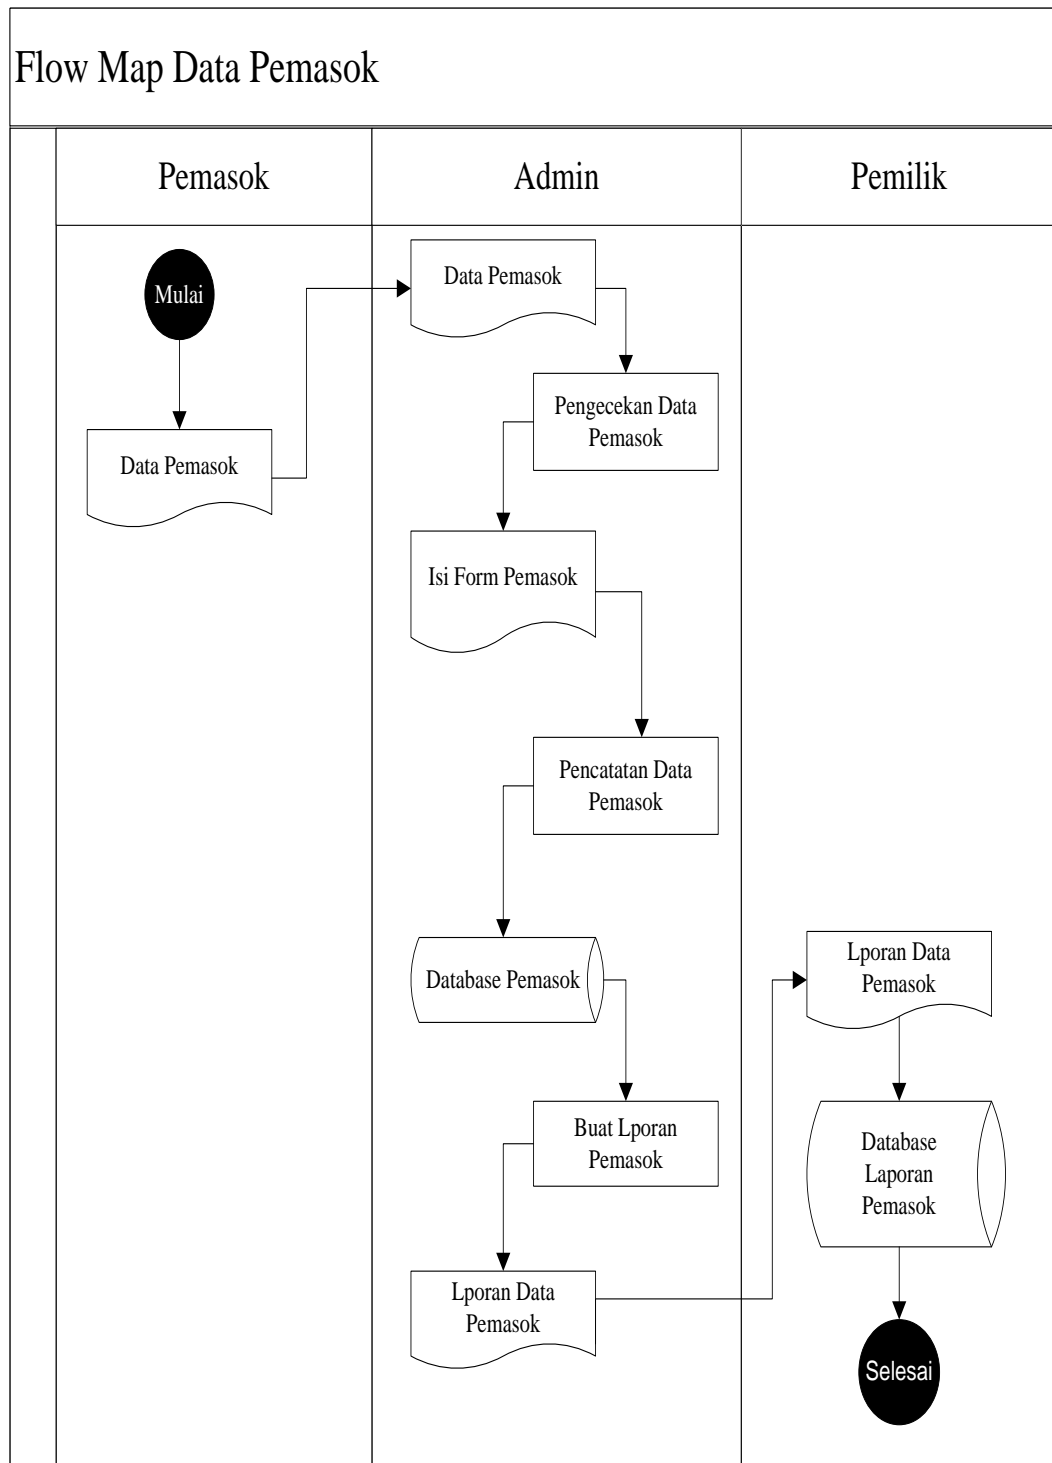 Flow Map Data Pemasok
Pemasok
Admin
Pemilik
Mulai
Data Pemasok
Data Pemasok
Pengecekan Data
Pemasok
Isi Form Pemasok
Pencatatan Data
Pemasok
Database Pemasok
Buat Lporan
Pemasok
Lporan Data
Pemasok
Lporan Data
Pemasok
Database
Laporan
Pemasok
Selesai